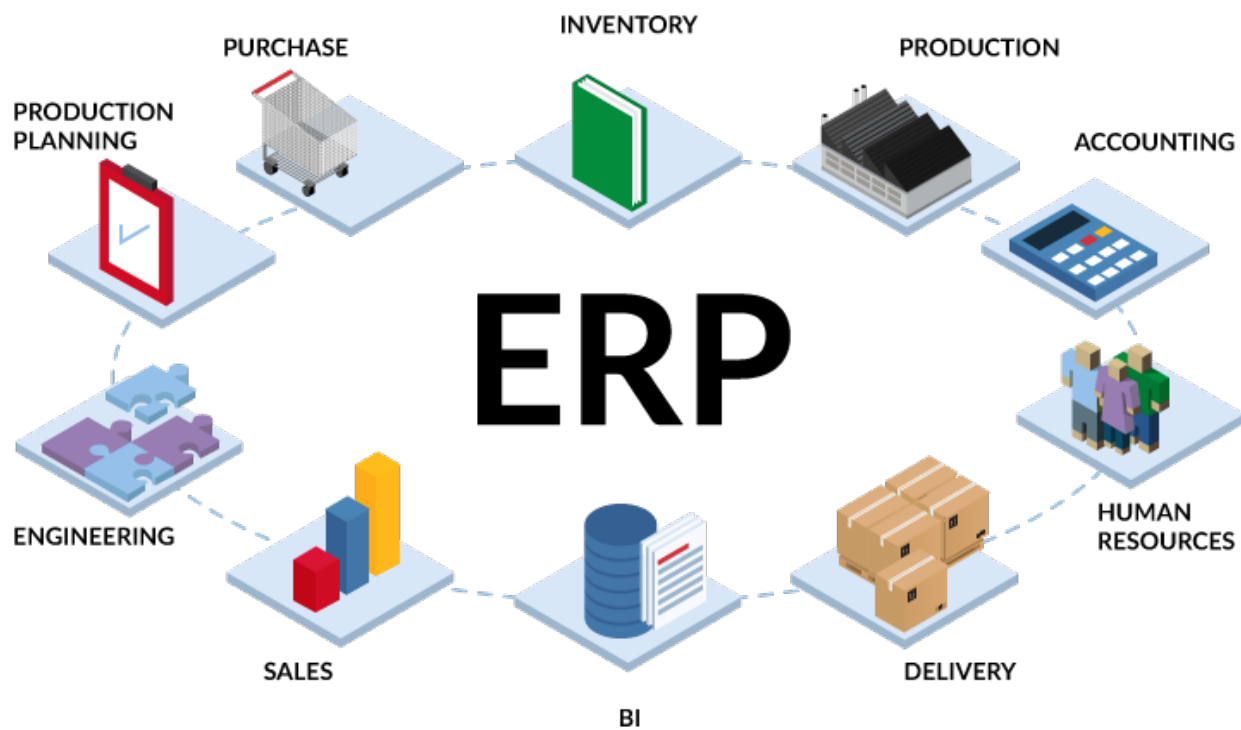 INVENTORY
PURCHASE
PRODUCTION
PRODUCTION
PLANNING
ACCOUNTING
ERP
ENGINEERING
HUMAN
RESOURCES
SALES
DELIVERY
BI